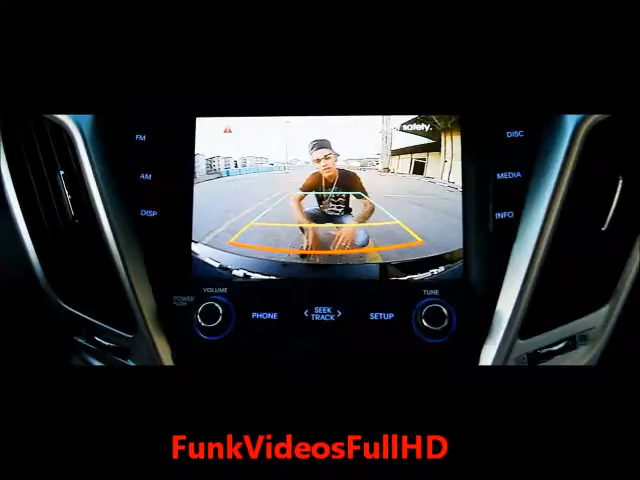 safety.
FM
DISC
AM
MEDIA
DISP
INFO
VOLUME
TUNE
POWER
PUSH
PHONE
SEEK
TRACK
SETUP
FunkVideosFullHD